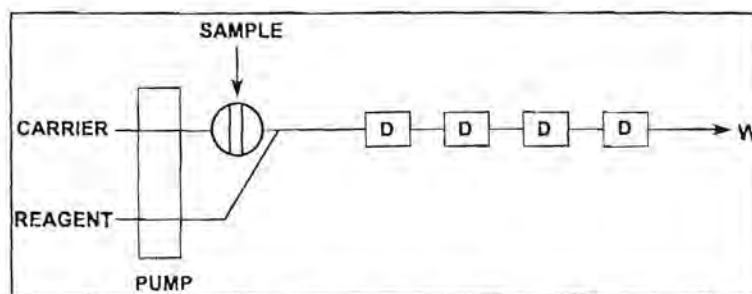 SAMPLE
CARRIER
D D D D
W
REAGENT
PUMP